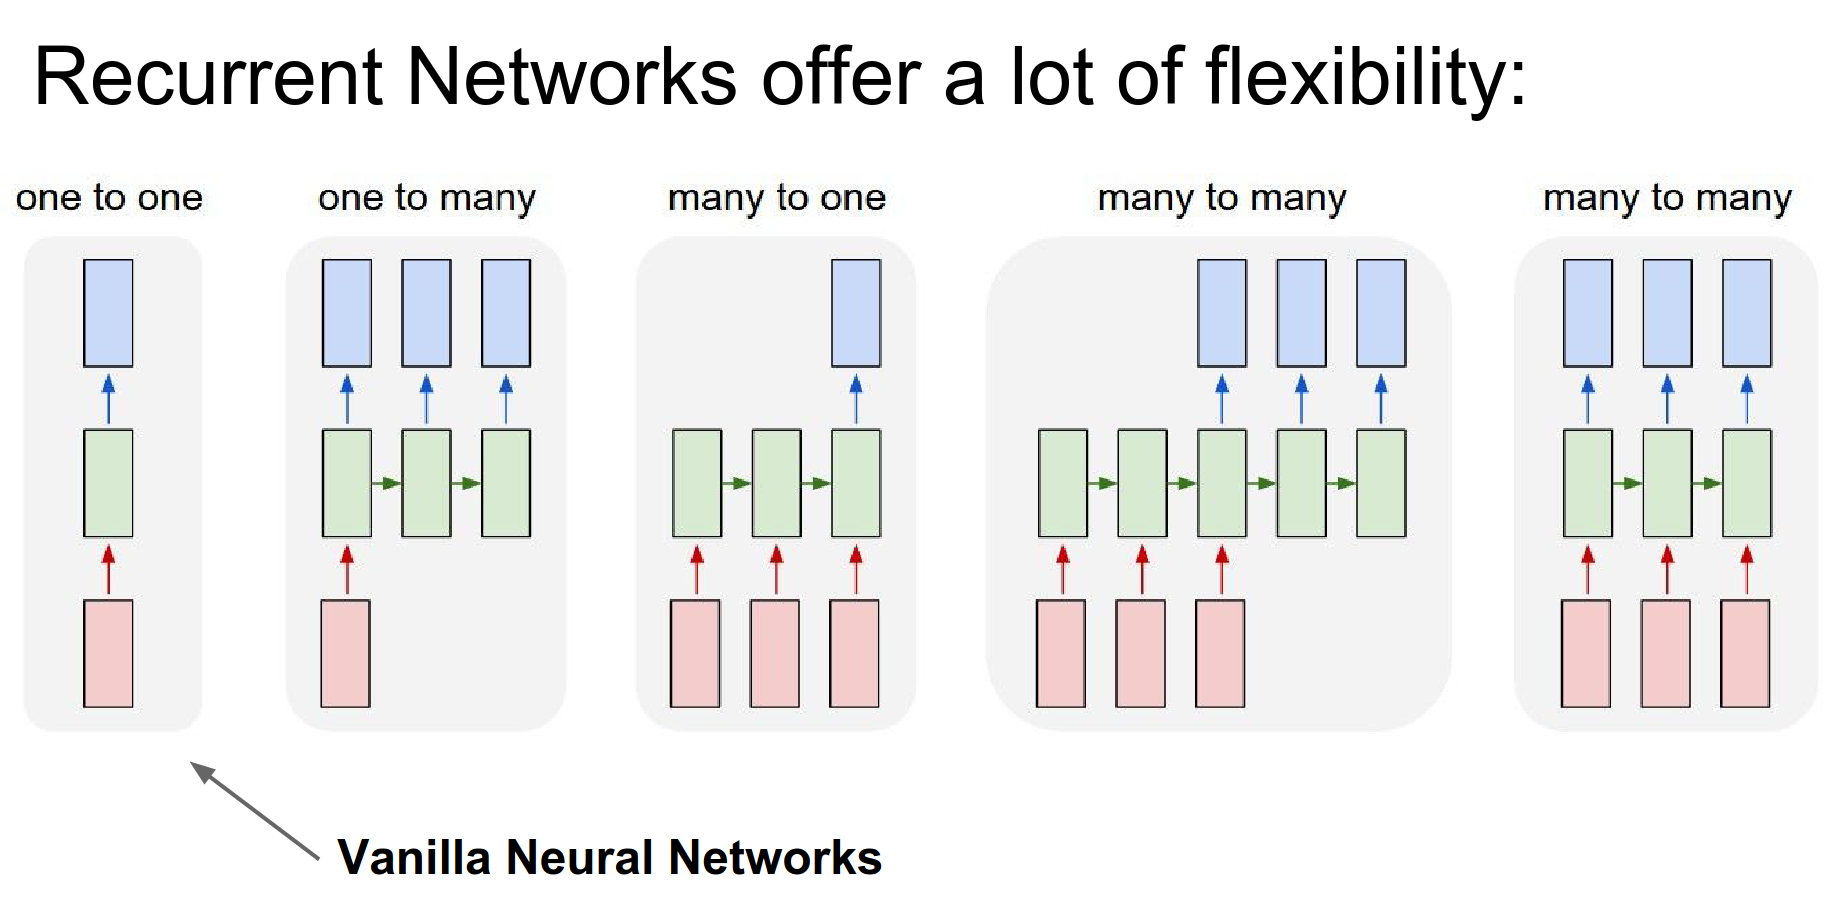 Recurrent Networks offer a lot of flexibility:
one to one
one to many
many to one
many to many
many to many
Vanilla Neural Networks